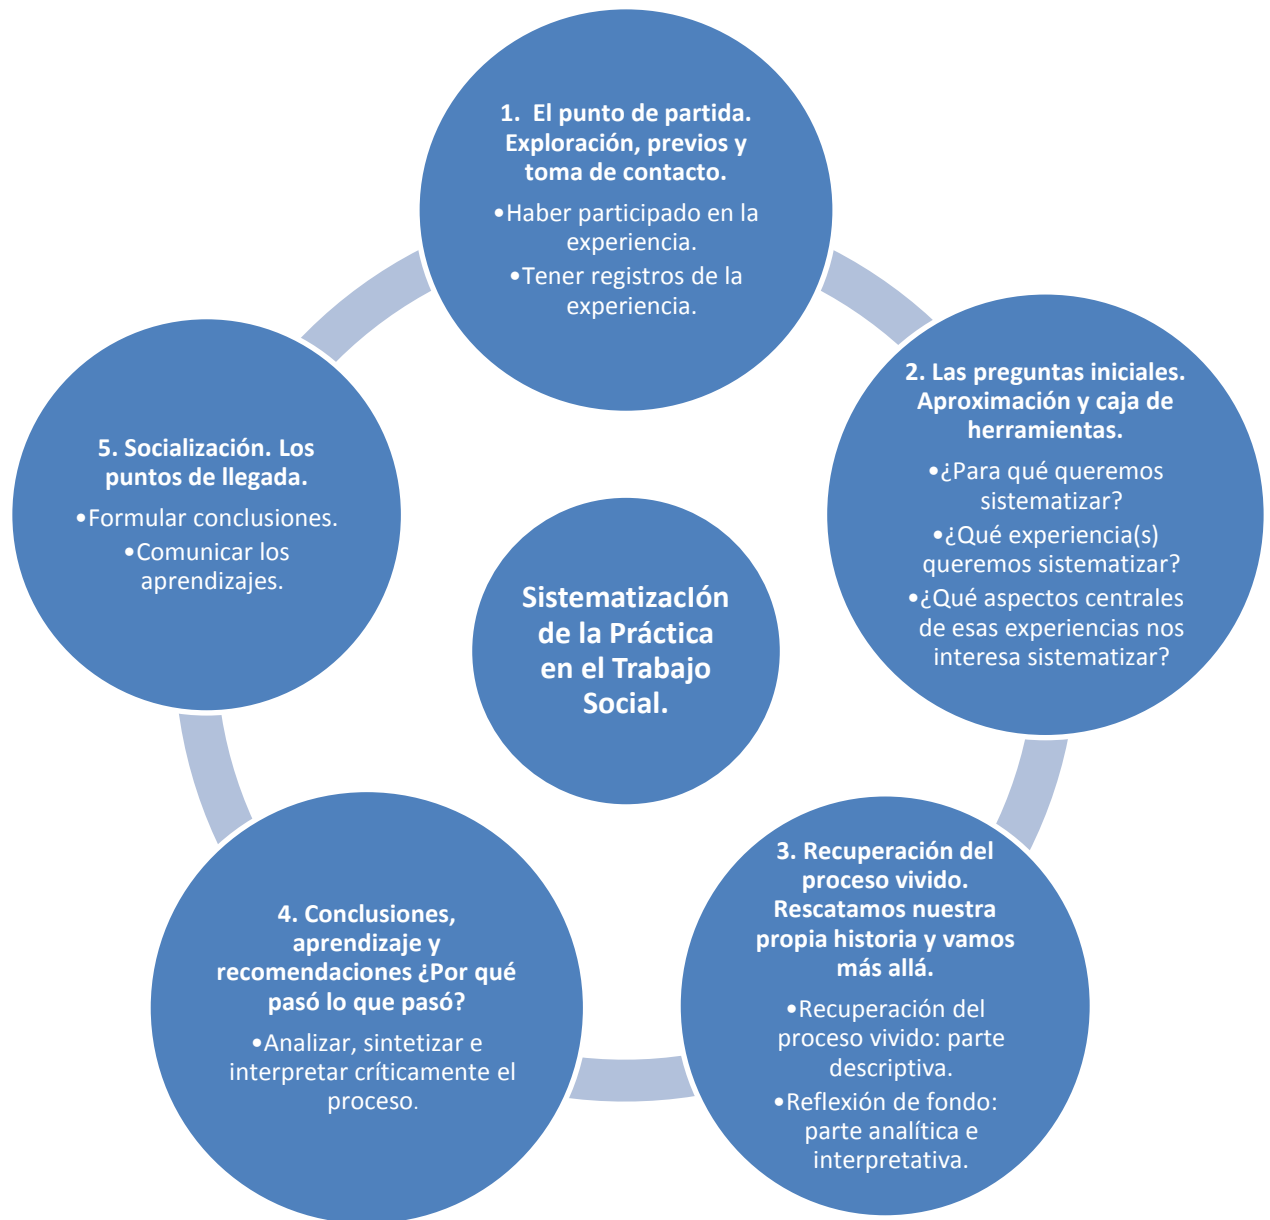 1.  El punto de partida.
Exploración, previos y
toma de contacto.
•Haber participado en la
experiencia.
•Tener registros de la
experiencia.
2. Las preguntas iniciales.
Aproximación y caja de
herramientas.
•¿Para qué queremos
sistematizar?
•¿Qué experiencia(s)
queremos sistematizar?
•¿Qué aspectos centrales
de esas experiencias nos
interesa sistematizar?
3. Recuperación del
proceso vivido.
Rescatamos nuestra
propia historia y vamos
más allá.
•Recuperación del
proceso vivido: parte
descriptiva.
•Reflexión de fondo:
parte analítica e
interpretativa.
4. Conclusiones,
aprendizaje y
recomendaciones ¿Por qué
pasó lo que pasó?
•Analizar, sintetizar e
interpretar críticamente el
proceso.
5. Socialización. Los
puntos de llegada.
•Formular conclusiones.
•Comunicar los
aprendizajes.
SistematizacIón
de la Práctica
en el Trabajo
Social.